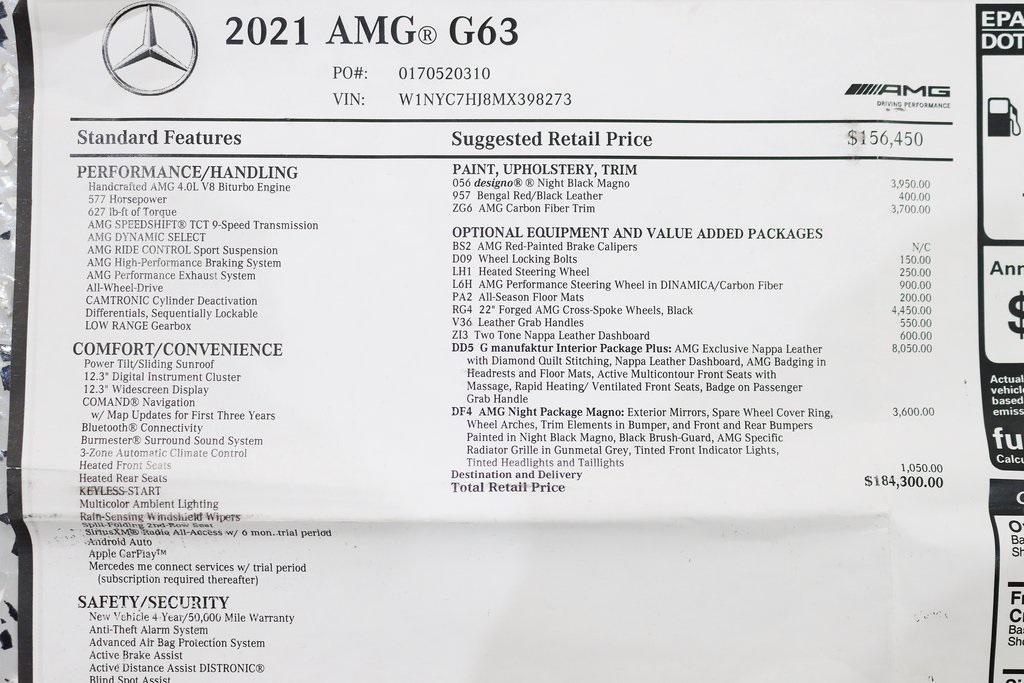 2021 AMG® G63
PO#: 0170520310
VIN: W1NYC7HJ8MX398273
AMG
DRIVING PERFORMANCE
Standard Features
PERFORMANCE/HANDLING
Handcrafted AMG 4.0L V8 Biturbo Engine
577 Horsepower
627 lb-ft of Torque
AMG SPEEDSHIFT® TCT 9-Speed Transmission
AMG DYNAMIC SELECT
AMG RIDE CONTROL Sport Suspension
AMG High-Performance Braking System
AMG Performance Exhaust System
All-Wheel-Drive
CAMTRONIC Cylinder Deactivation
Differentials, Sequentially Lockable
LOW RANGE Gearbox
COMFORT/CONVENIENCE
Power Tilt/Sliding Sunroof
12.3" Digital Instrument Cluster
12.3" Widescreen Display
COMAND® Navigation
w/ Map Updates for First Three Years
Bluetooth® Connectivity
Burmester® Surround Sound System
3-Zone Automatic Climate Control
Heated Front Seats
Heated Rear Seats
KEYLESS-START
Multicolor Ambient Lighting
Rain-Sensing Windshield Wipers
Split-Folding 2nd-Row Seat
SiriusXM® Radio All-Access w/ 6 mon. trial period
Android Auto
Apple CarPlay™
Mercedes me connect services w/ trial period
(subscription required thereafter)
SAFETY/SECURITY
New Vehicle 4-Year/50,000 Mile Warranty
Anti-Theft Alarm System
Advanced Air Bag Protection System
Active Brake Assist
Active Distance Assist DISTRONIC®
Blind Spot Assist
Suggested Retail Price $156,450
PAINT, UPHOLSTERY, TRIM
056 designo® ® Night Black Magno 3,950.00
957 Bengal Red/Black Leather 400.00
ZG6 AMG Carbon Fiber Trim 3,700.00
OPTIONAL EQUIPMENT AND VALUE ADDED PACKAGES
BS2 AMG Red-Painted Brake Calipers N/C
D09 Wheel Locking Bolts 150.00
LH1 Heated Steering Wheel 250.00
L6H AMG Performance Steering Wheel in DINAMICA/Carbon Fiber 900.00
PA2 All-Season Floor Mats 200.00
RG4 22" Forged AMG Cross-Spoke Wheels, Black 4,450.00
V36 Leather Grab Handles 550.00
ZI3 Two Tone Nappa Leather Dashboard 600.00
DD5 G manufaktur Interior Package Plus: AMG Exclusive Nappa Leather 8,050.00
with Diamond Quilt Stitching, Nappa Leather Dashboard, AMG Badging in
Headrests and Floor Mats, Active Multicontour Front Seats with
Massage, Rapid Heating/ Ventilated Front Seats, Badge on Passenger
Grab Handle
DF4 AMG Night Package Magno: Exterior Mirrors, Spare Wheel Cover Ring, 3,600.00
Wheel Arches, Trim Elements in Bumper, and Front and Rear Bumpers
Painted in Night Black Magno, Black Brush-Guard, AMG Specific
Radiator Grille in Gunmetal Grey, Tinted Front Indicator Lights,
Tinted Headlights and Taillights
Destination and Delivery 1,050.00
Total Retail Price $184,300.00
EPA
DOT
Ann
$
Actual
vehicle
based
emiss
fu
Calcu
Ba
Sh
Fr
Ba
Sho